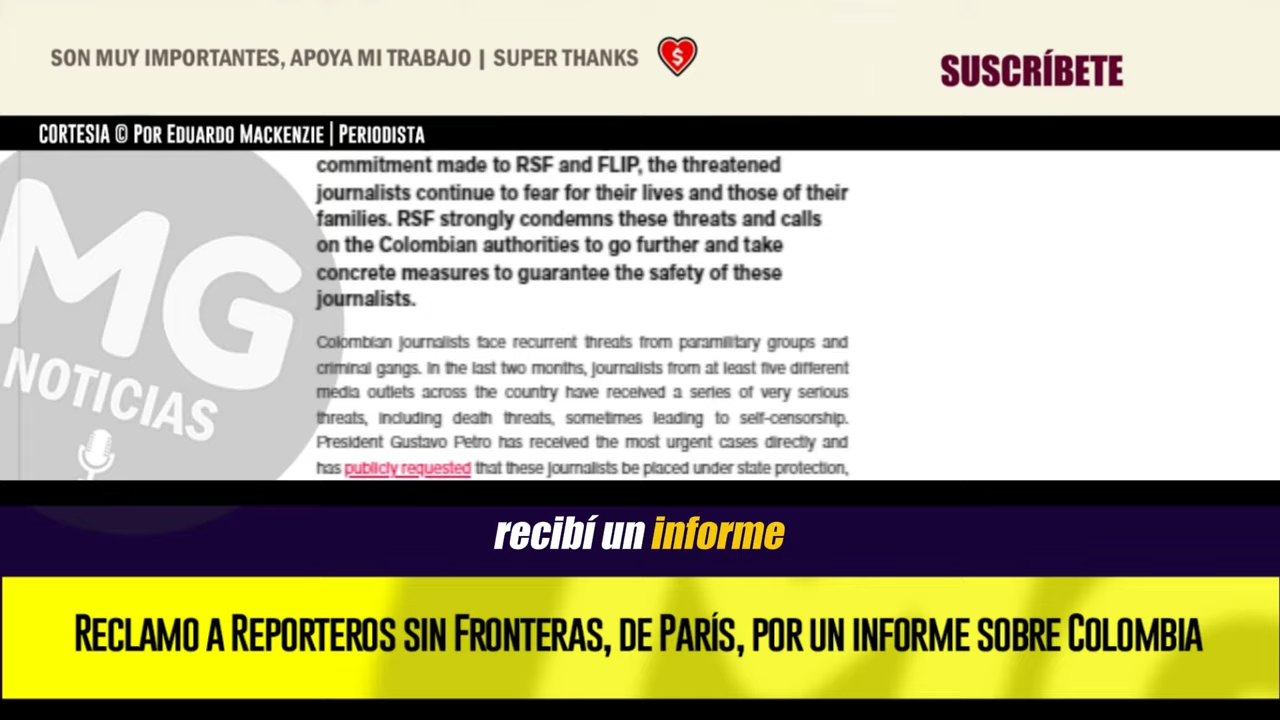 SON MUY IMPORTANTES, APOYA MI TRABAJO | SUPER THANKS $
SUSCRÍBETE
CORTESIA © POR EDUARDO MACKENZIE | PERIODISTA
commitment made to RSF and FLIP, the threatened
journalists continue to fear for their lives and those of their
families. RSF strongly condemns these threats and calls
on the Colombian authorities to go further and take
concrete measures to guarantee the safety of these
journalists.
Colombian journalists face recurrent threats from paramilitary groups and
criminal gangs. In the last two months, journalists from at least five different
media outlets across the country have received a series of very serious
threats, including death threats, sometimes leading to self-censorship.
President Gustavo Petro has received the most urgent cases directly and
has publicly requested that these journalists be placed under state protection,
MG
NOTICIAS
recibí un informe
RECLAMO A REPORTEROS SIN FRONTERAS, DE PARÍS, POR UN INFORME SOBRE COLOMBIA